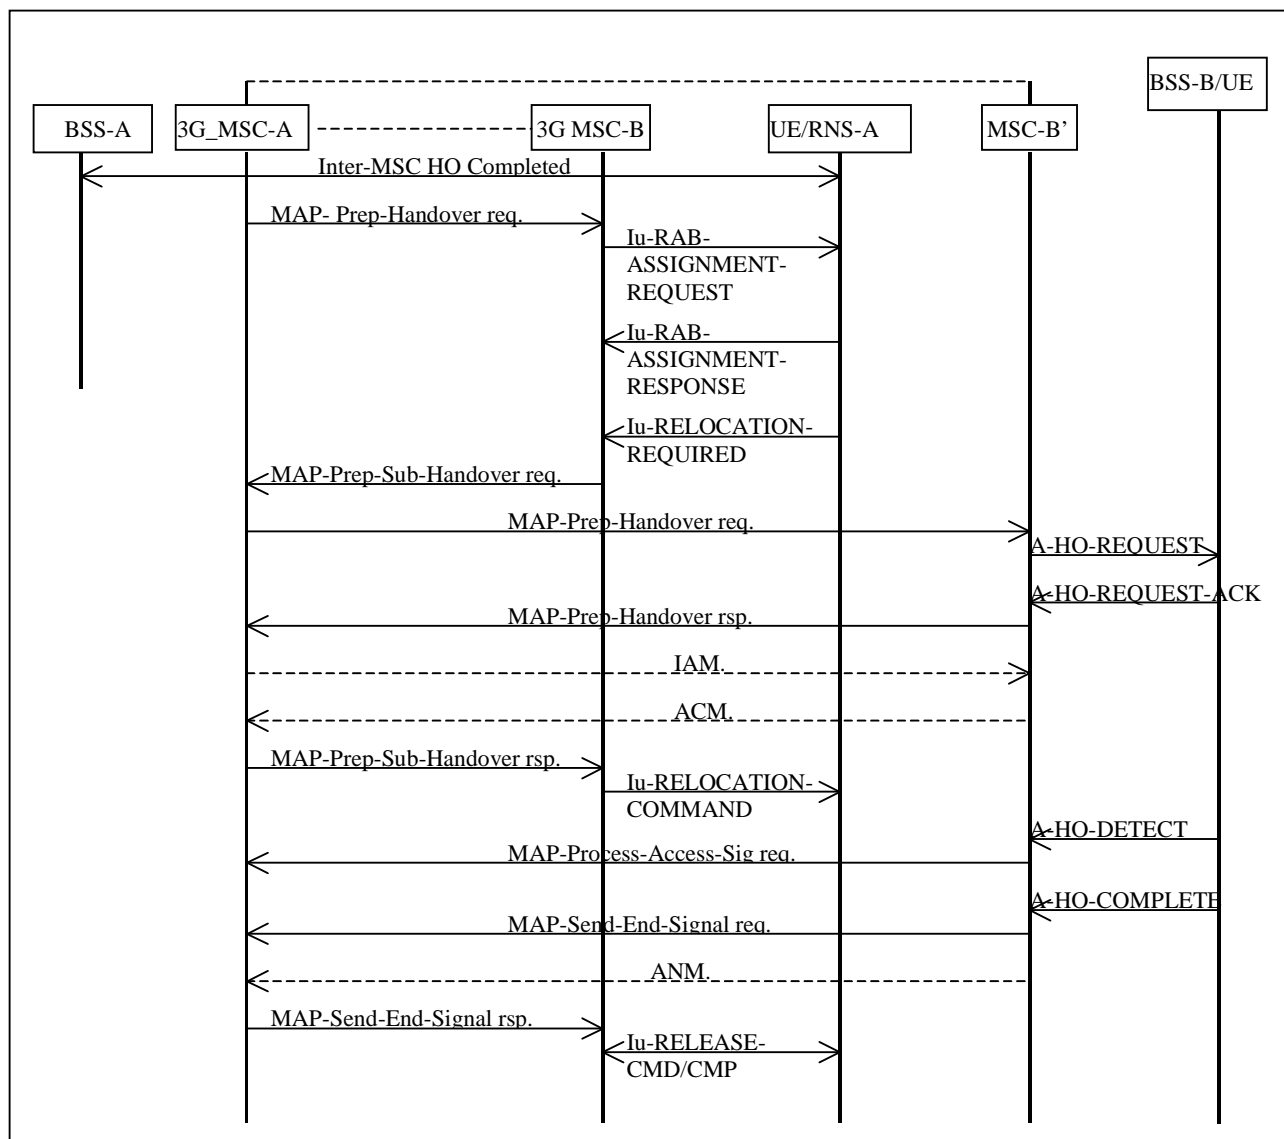 BSS-B/UE
BSS-A
3G_MSC-A
3G MSC-B
UE/RNS-A
MSC-B’
Inter-MSC HO Completed
MAP- Prep-Handover req.
Iu-RAB-
ASSIGNMENT-
REQUEST
Iu-RAB-
ASSIGNMENT-
RESPONSE
Iu-RELOCATION-
REQUIRED
MAP-Prep-Sub-Handover req.
MAP-Prep-Handover req.
A-HO-REQUEST
A-HO-REQUEST-ACK
MAP-Prep-Handover rsp.
IAM.
ACM.
MAP-Prep-Sub-Handover rsp.
Iu-RELOCATION-
COMMAND
A-HO-DETECT
MAP-Process-Access-Sig req.
A-HO-COMPLETE
MAP-Send-End-Signal req.
ANM.
MAP-Send-End-Signal rsp.
Iu-RELEASE-
CMD/CMP